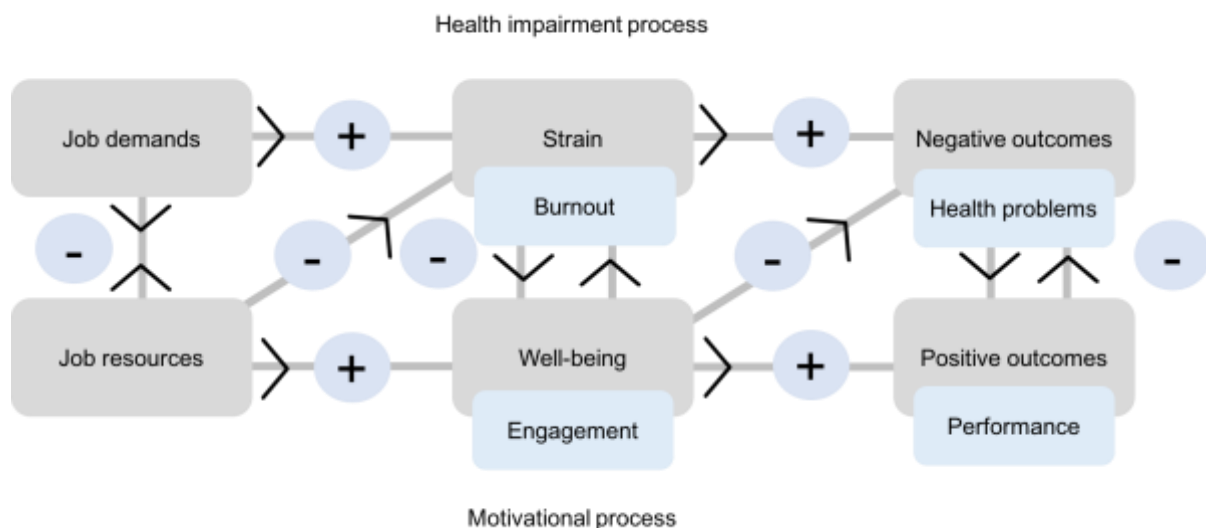 Health impairment process
Job demands
+
Strain
+
Negative outcomes
Burnout
Health problems
-
-
-
-
-
Job resources
+
Well-being
+
Positive outcomes
Engagement
Performance
Motivational process